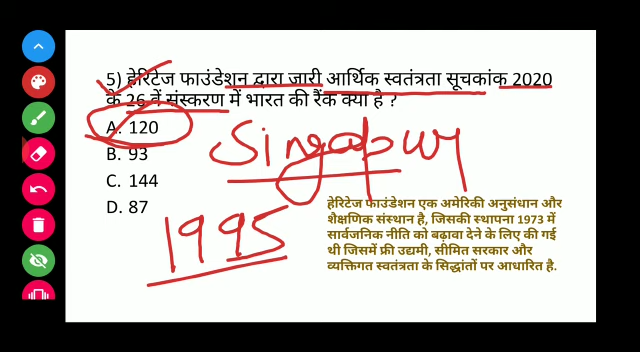 5) हेरिटेज फाउंडेशन द्वारा जारी आर्थिक स्वतंत्रता सूचकांक 2020
के 26 वें संस्करण में भारत की रैंक क्या है ?
A. 120
B. 93
C. 144
D. 87
Singapur
1995
हेरिटेज फाउंडेशन एक अमेरिकी अनुसंधान और
शैक्षणिक संस्थान है, जिसकी स्थापना 1973 में
सार्वजनिक नीति को बढ़ावा देने के लिए की गई
थी जिसमें फ्री उद्यमी, सीमित सरकार और
व्यक्तिगत स्वतंत्रता के सिद्धांतों पर आधारित है.